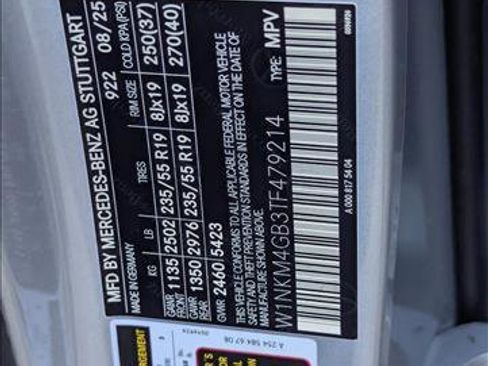 MFD BY MERCEDES-BENZ AG STUTTGART
MADE IN GERMANY 922 08/25
KG LB TIRES RIM SIZE COLD KPA(PSI)
GAWR FRONT 1135 2502 235/55 R19 8Jx19 250(37)
GAWR REAR 1350 2976 235/55 R19 8Jx19 270(40)
GVWR 2460 5423
THIS VEHICLE CONFORMS TO ALL APPLICABLE FEDERAL MOTOR VEHICLE
SAFETY AND THEFT PREVENTION STANDARDS IN EFFECT ON THE DATE OF
MANUFACTURE SHOWN ABOVE.
W1NKM4GB3TF479214 TYPE: MPV
A 000 817 54 04
A 254 584 67 06